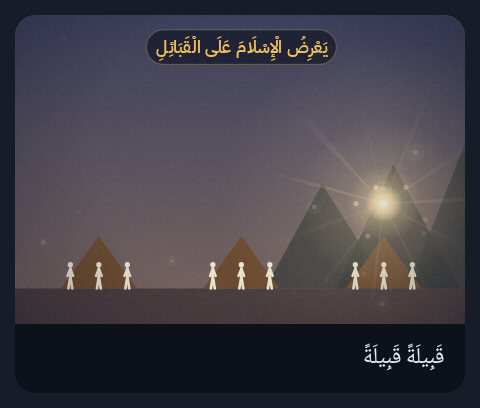 يَعْرِضُ الْإِسْلَامَ عَلَى الْقَبَائِلِ
قَبِيلَةً قَبِيلَةً